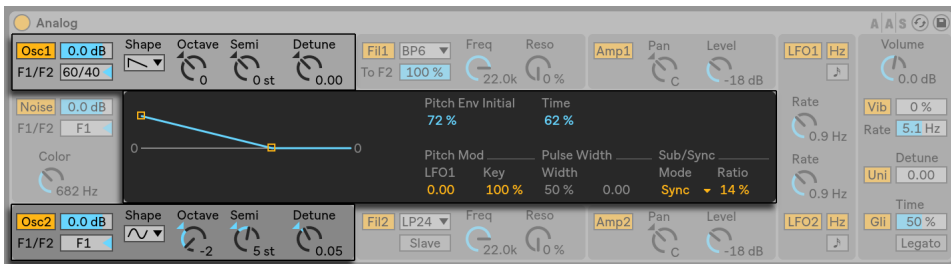 Analog A A S
Osc1 0.0 dB Shape Octave Semi Detune Fil1 BP6 Freq Reso Amp1 Pan Level LFO1 Hz Volume
F1/F2 60/40 0 0 st 0.00 To F2 100 % 22.0k 0 % C -18 dB 0.0 dB
Noise 0.0 dB Pitch Env Initial Time Rate Vib 0 %
F1/F2 F1 72 % 62 % 0.9 Hz Rate 5.1 Hz
0 0
Color Pitch Mod Pulse Width Sub/Sync Rate Detune
LFO1 Key Width Mode Ratio Uni 0.00
682 Hz 0.00 100 % 50 % 0.00 Sync 14 % 0.9 Hz
Osc2 0.0 dB Shape Octave Semi Detune Fil2 LP24 Freq Reso Amp2 Pan Level LFO2 Hz Time
Gli 50 %
F1/F2 F1 -2 5 st 0.05 Slave 22.0k 0 % C -18 dB Legato